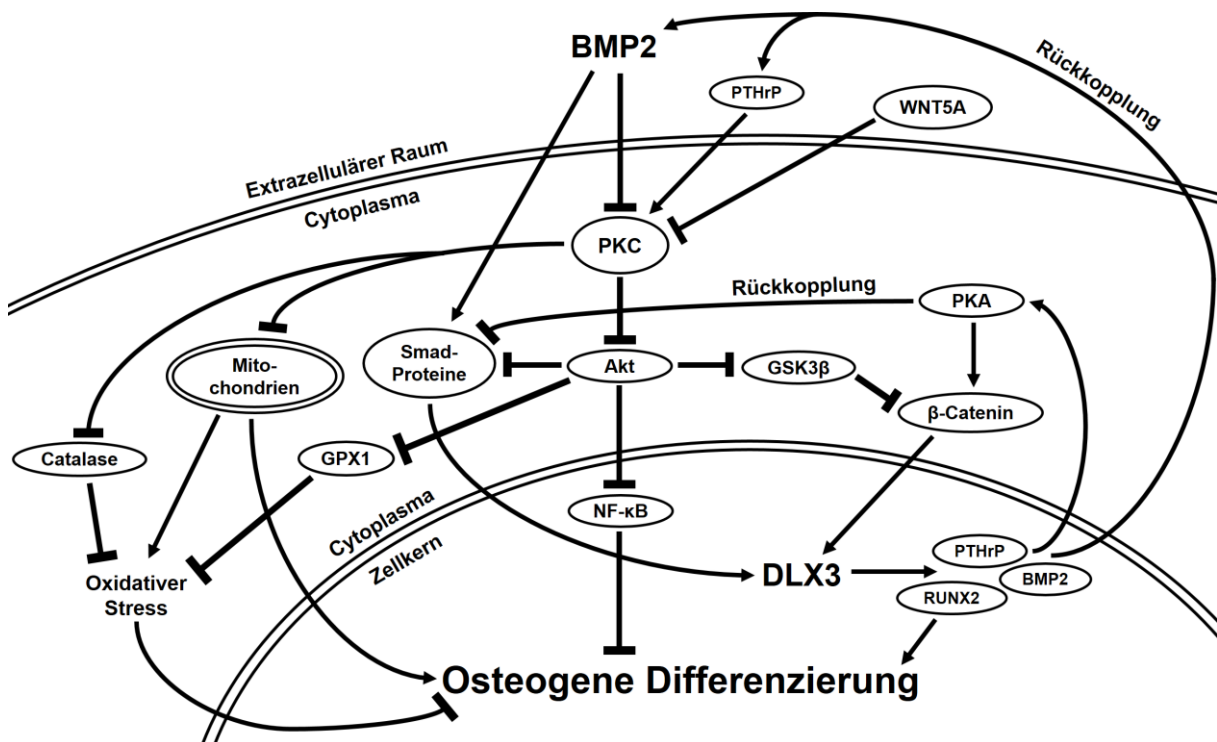 BMP2
Rückkopplung
PTHrP
WNT5A
Extrazellulärer Raum
Cytoplasma
PKC
Rückkopplung
PKA
Mito-
chondrien
Smad-
Proteine
Akt
GSK3β
β-Catenin
Catalase
GPX1
NF-κB
Cytoplasma
Zellkern
PTHrP
BMP2
RUNX2
DLX3
Oxidativer
Stress
Osteogene Differenzierung